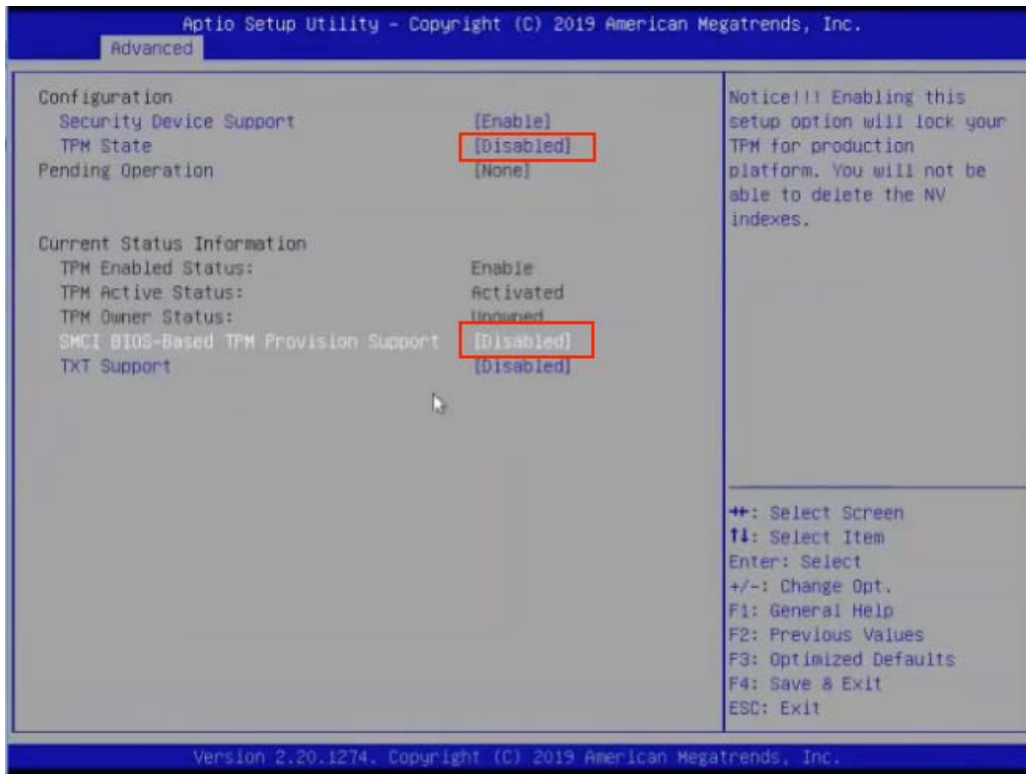 Aptio Setup Utility – Copyright (C) 2019 American Megatrends, Inc.
Advanced
Configuration
Security Device Support [Enable]
TPM State [Disabled]
Pending Operation [None]
Current Status Information
TPM Enabled Status: Enable
TPM Active Status: Activated
TPM Owner Status: Unowned
SMCI BIOS-Based TPM Provision Support [Disabled]
TXT Support [Disabled]
Notice!!! Enabling this
setup option will lock your
TPM for production
platform. You will not be
able to delete the NV
indexes.
→←: Select Screen
↑↓: Select Item
Enter: Select
+/-: Change Opt.
F1: General Help
F2: Previous Values
F3: Optimized Defaults
F4: Save & Exit
ESC: Exit
Version 2.20.1274. Copyright (C) 2019 American Megatrends, Inc.